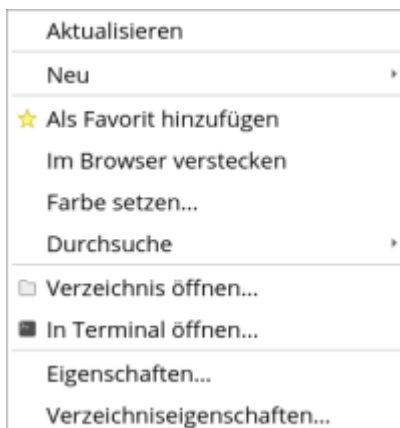 Aktualisieren
Neu
Als Favorit hinzufügen
Im Browser verstecken
Farbe setzen...
Durchsuche
Verzeichnis öffnen...
In Terminal öffnen...
Eigenschaften...
Verzeichniseigenschaften...